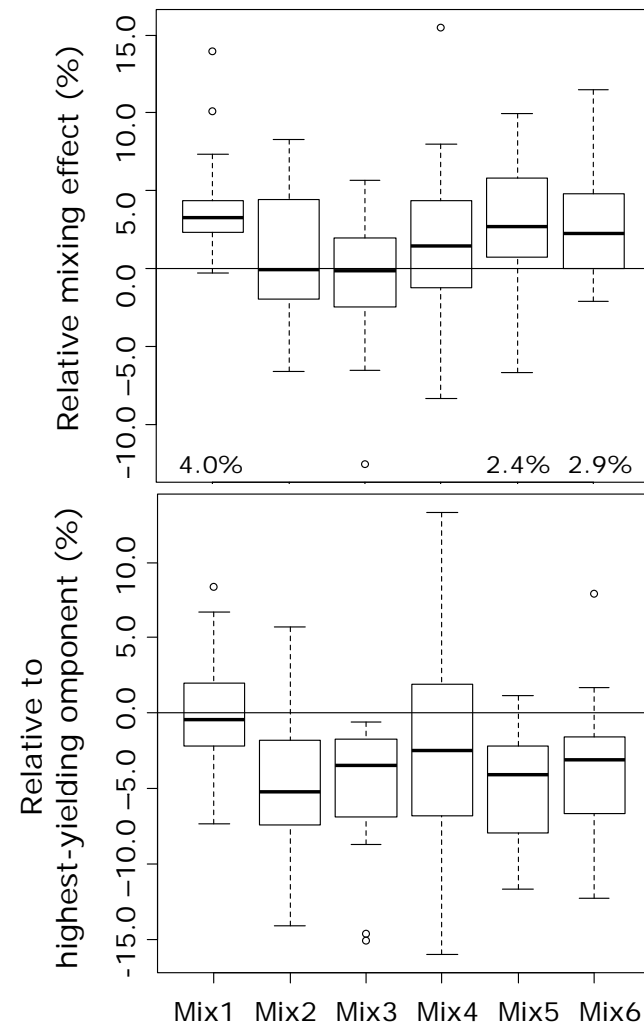 Relative mixing effect (%)
15.0
10.0
5.0
0.0
−5.0
−10.0
4.0% 2.4% 2.9%
Relative to
highest-yielding omponent (%)
10.0
5.0
0.0
−5.0
−10.0
-15.0
Mix1 Mix2 Mix3 Mix4 Mix5 Mix6